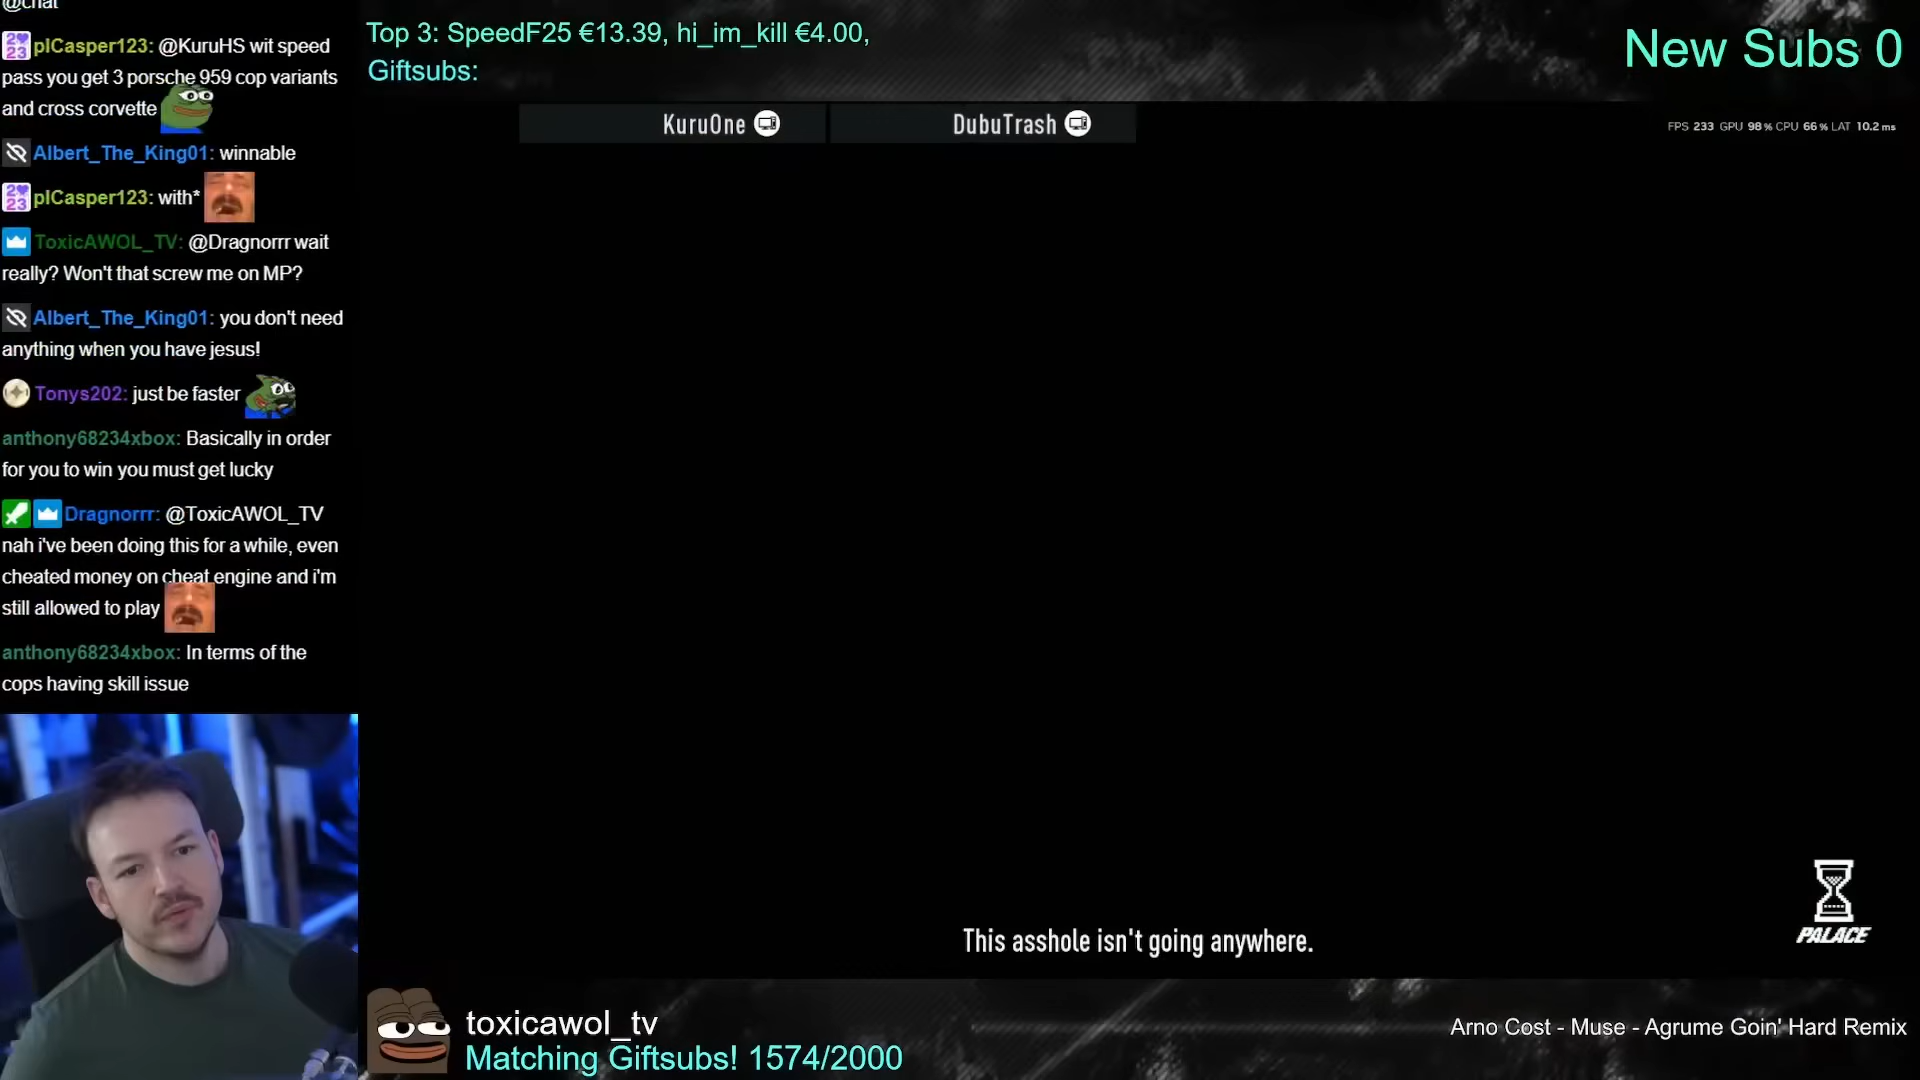 @chat
plCasper123: @KuruHS wit speed
pass you get 3 porsche 959 cop variants
and cross corvette
Albert_The_King01: winnable
plCasper123: with*
ToxicAWOL_TV: @Dragnorrr wait
really? Won't that screw me on MP?
Albert_The_King01: you don't need
anything when you have jesus!
Tonys202: just be faster
anthony68234xbox: Basically in order
for you to win you must get lucky
Dragnorrr: @ToxicAWOL_TV
nah i've been doing this for a while, even
cheated money on cheat engine and i'm
still allowed to play
anthony68234xbox: In terms of the
cops having skill issue
Top 3: SpeedF25 €13.39, hi_im_kill €4.00,
Giftsubs:
New Subs 0
KuruOne
DubuTrash
FPS 233 GPU 98 % CPU 66 % LAT 10.2 ms
This asshole isn't going anywhere.
PALACE
toxicawol_tv
Matching Giftsubs! 1574/2000
Arno Cost - Muse - Agrume Goin' Hard Remix